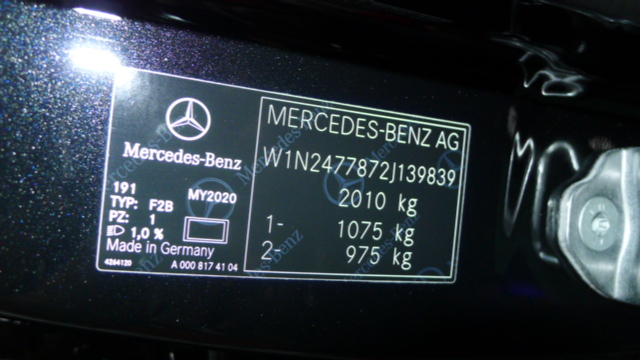 Mercedes-Benz
191
MY2020
TYP: F2B
PZ: 1
1,0 %
Made in Germany
4264120
A 000 817 41 04
MERCEDES-BENZ AG
W1N2477872J139839
2010 kg
1- 1075 kg
2- 975 kg